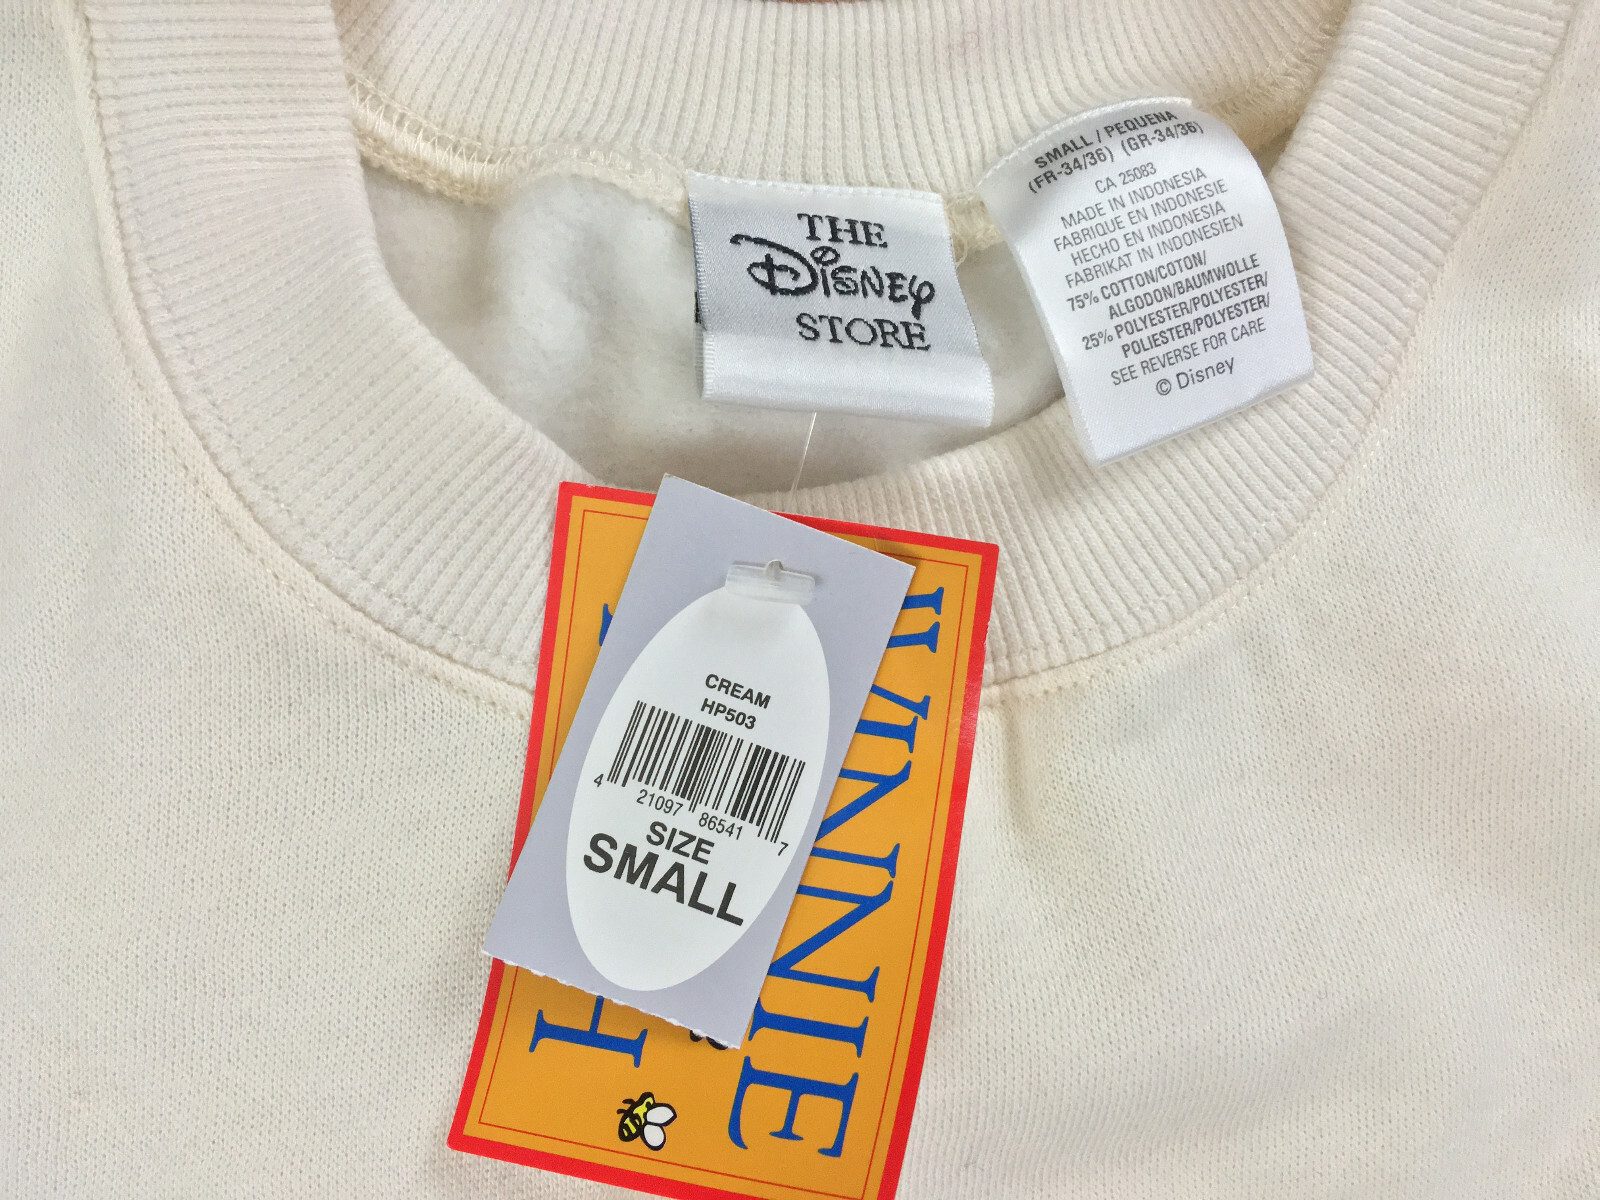 THE
Disney
STORE
SMALL / PEQUENA
(FR-34/36) (GR-34/36)
CA 25083
MADE IN INDONESIA
FABRIQUE EN INDONESIE
HECHO EN INDONESIA
FABRIKAT IN INDONESIEN
75% COTTON/COTON/
ALGODON/BAUMWOLLE
25% POLYESTER/POLYESTER/
POLIESTER/POLYESTER/
SEE REVERSE FOR CARE
© Disney
CREAM
HP503
4 21097 86541 7
SIZE
SMALL
WINNIE
H